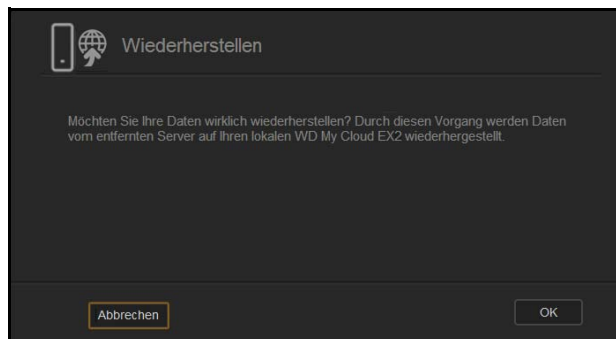 Wiederherstellen
Möchten Sie Ihre Daten wirklich wiederherstellen? Durch diesen Vorgang werden Daten
vom entfernten Server auf Ihren lokalen WD My Cloud EX2 wiederhergestellt.
Abbrechen
OK